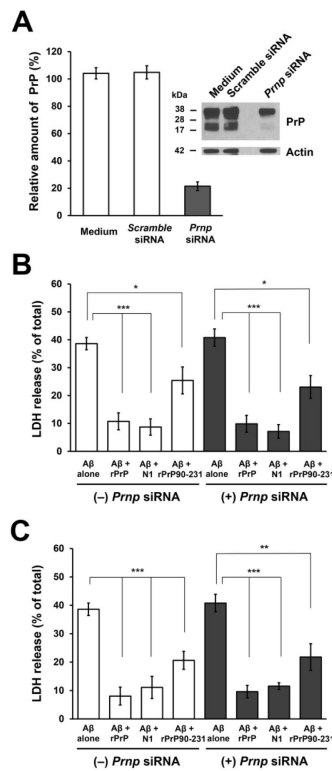 A
Relative amount of PrP (%)
120
100
80
60
40
20
0
Medium
Scramble siRNA
Prnp siRNA
kDa
Medium
Scramble siRNA
Prnp siRNA
38
28
17
PrP
42
Actin
B
LDH release (% of total)
60
50
40
30
20
10
0
*
***
*
***
Aβ alone
Aβ + rPrP
Aβ + N1
Aβ + rPrP90-231
Aβ alone
Aβ + rPrP
Aβ + N1
Aβ + rPrP90-231
(–) Prnp siRNA
(+) Prnp siRNA
C
LDH release (% of total)
60
50
40
30
20
10
0
***
**
***
Aβ alone
Aβ + rPrP
Aβ + N1
Aβ + rPrP90-231
Aβ alone
Aβ + rPrP
Aβ + N1
Aβ + rPrP90-231
(–) Prnp siRNA
(+) Prnp siRNA